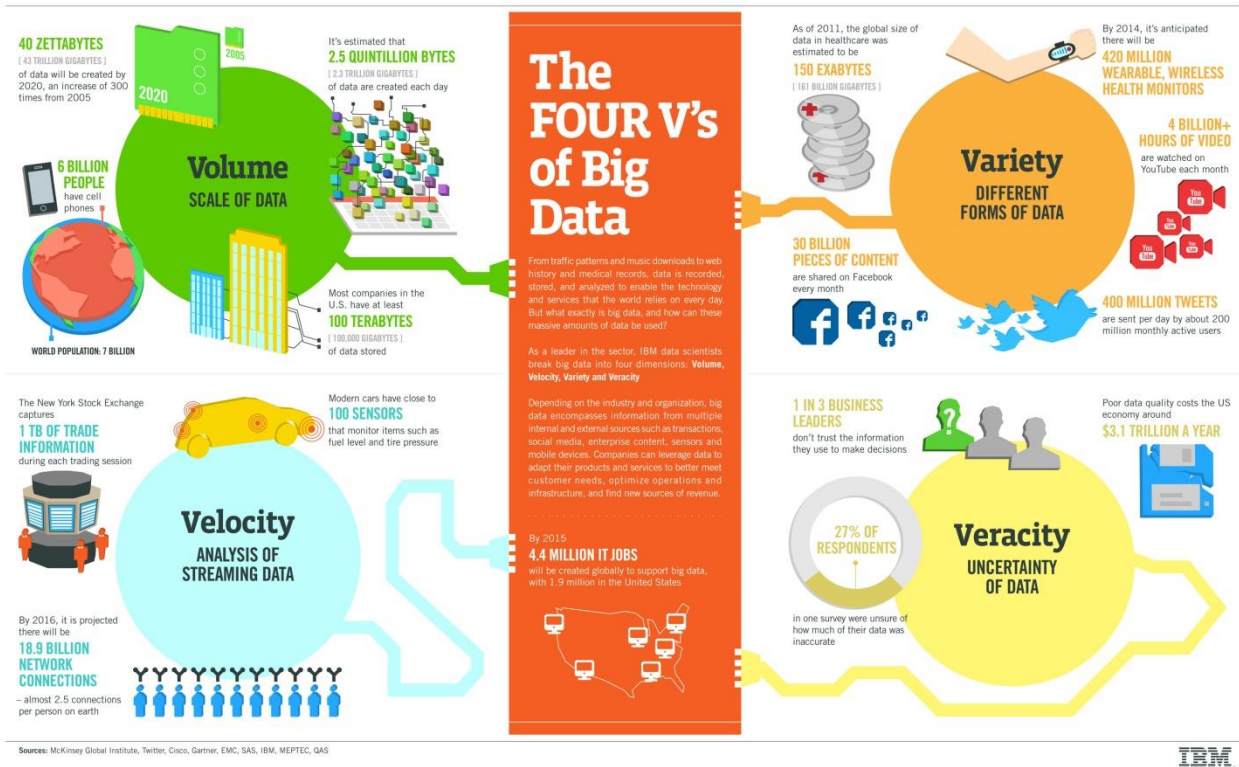 The
FOUR V's
of Big
Data
From traffic patterns and music downloads to web
history and medical records, data is recorded,
stored, and analyzed to enable the technology
and services that the world relies on every day.
But what exactly is big data, and how can these
massive amounts of data be used?
As a leader in the sector, IBM data scientists
break big data into four dimensions: Volume,
Velocity, Variety and Veracity
Depending on the industry and organization, big
data encompasses information from multiple
internal and external sources such as transactions,
social media, enterprise content, sensors and
mobile devices. Companies can leverage data to
adapt their products and services to better meet
customer needs, optimize operations and
infrastructure, and find new sources of revenue.
By 2015
4.4 MILLION IT JOBS
will be created globally to support big data,
with 1.9 million in the United States
40 ZETTABYTES
[ 43 TRILLION GIGABYTES ]
of data will be created by
2020, an increase of 300
times from 2005
2020
2005
It's estimated that
2.5 QUINTILLION BYTES
[ 2.3 TRILLION GIGABYTES ]
of data are created each day
6 BILLION
PEOPLE
have cell
phones
WORLD POPULATION: 7 BILLION
Volume
SCALE OF DATA
Most companies in the
U.S. have at least
100 TERABYTES
[ 100,000 GIGABYTES ]
of data stored
The New York Stock Exchange
captures
1 TB OF TRADE
INFORMATION
during each trading session
Modern cars have close to
100 SENSORS
that monitor items such as
fuel level and tire pressure
Velocity
ANALYSIS OF
STREAMING DATA
By 2016, it is projected
there will be
18.9 BILLION
NETWORK
CONNECTIONS
– almost 2.5 connections
per person on earth
As of 2011, the global size of
data in healthcare was
estimated to be
150 EXABYTES
[ 161 BILLION GIGABYTES ]
By 2014, it's anticipated
there will be
420 MILLION
WEARABLE, WIRELESS
HEALTH MONITORS
Variety
DIFFERENT
FORMS OF DATA
4 BILLION+
HOURS OF VIDEO
are watched on
YouTube each month
You
Tube
You
Tube
You
Tube
You
Tube
30 BILLION
PIECES OF CONTENT
are shared on Facebook
every month
f
f
f
f
f
f
400 MILLION TWEETS
are sent per day by about 200
million monthly active users
1 IN 3 BUSINESS
LEADERS
don't trust the information
they use to make decisions
?
Poor data quality costs the US
economy around
$3.1 TRILLION A YEAR
27% OF
RESPONDENTS
in one survey were unsure of
how much of their data was
inaccurate
Veracity
UNCERTAINTY
OF DATA
Sources: McKinsey Global Institute, Twitter, Cisco, Gartner, EMC, SAS, IBM, MEPTEC, QAS
IBM